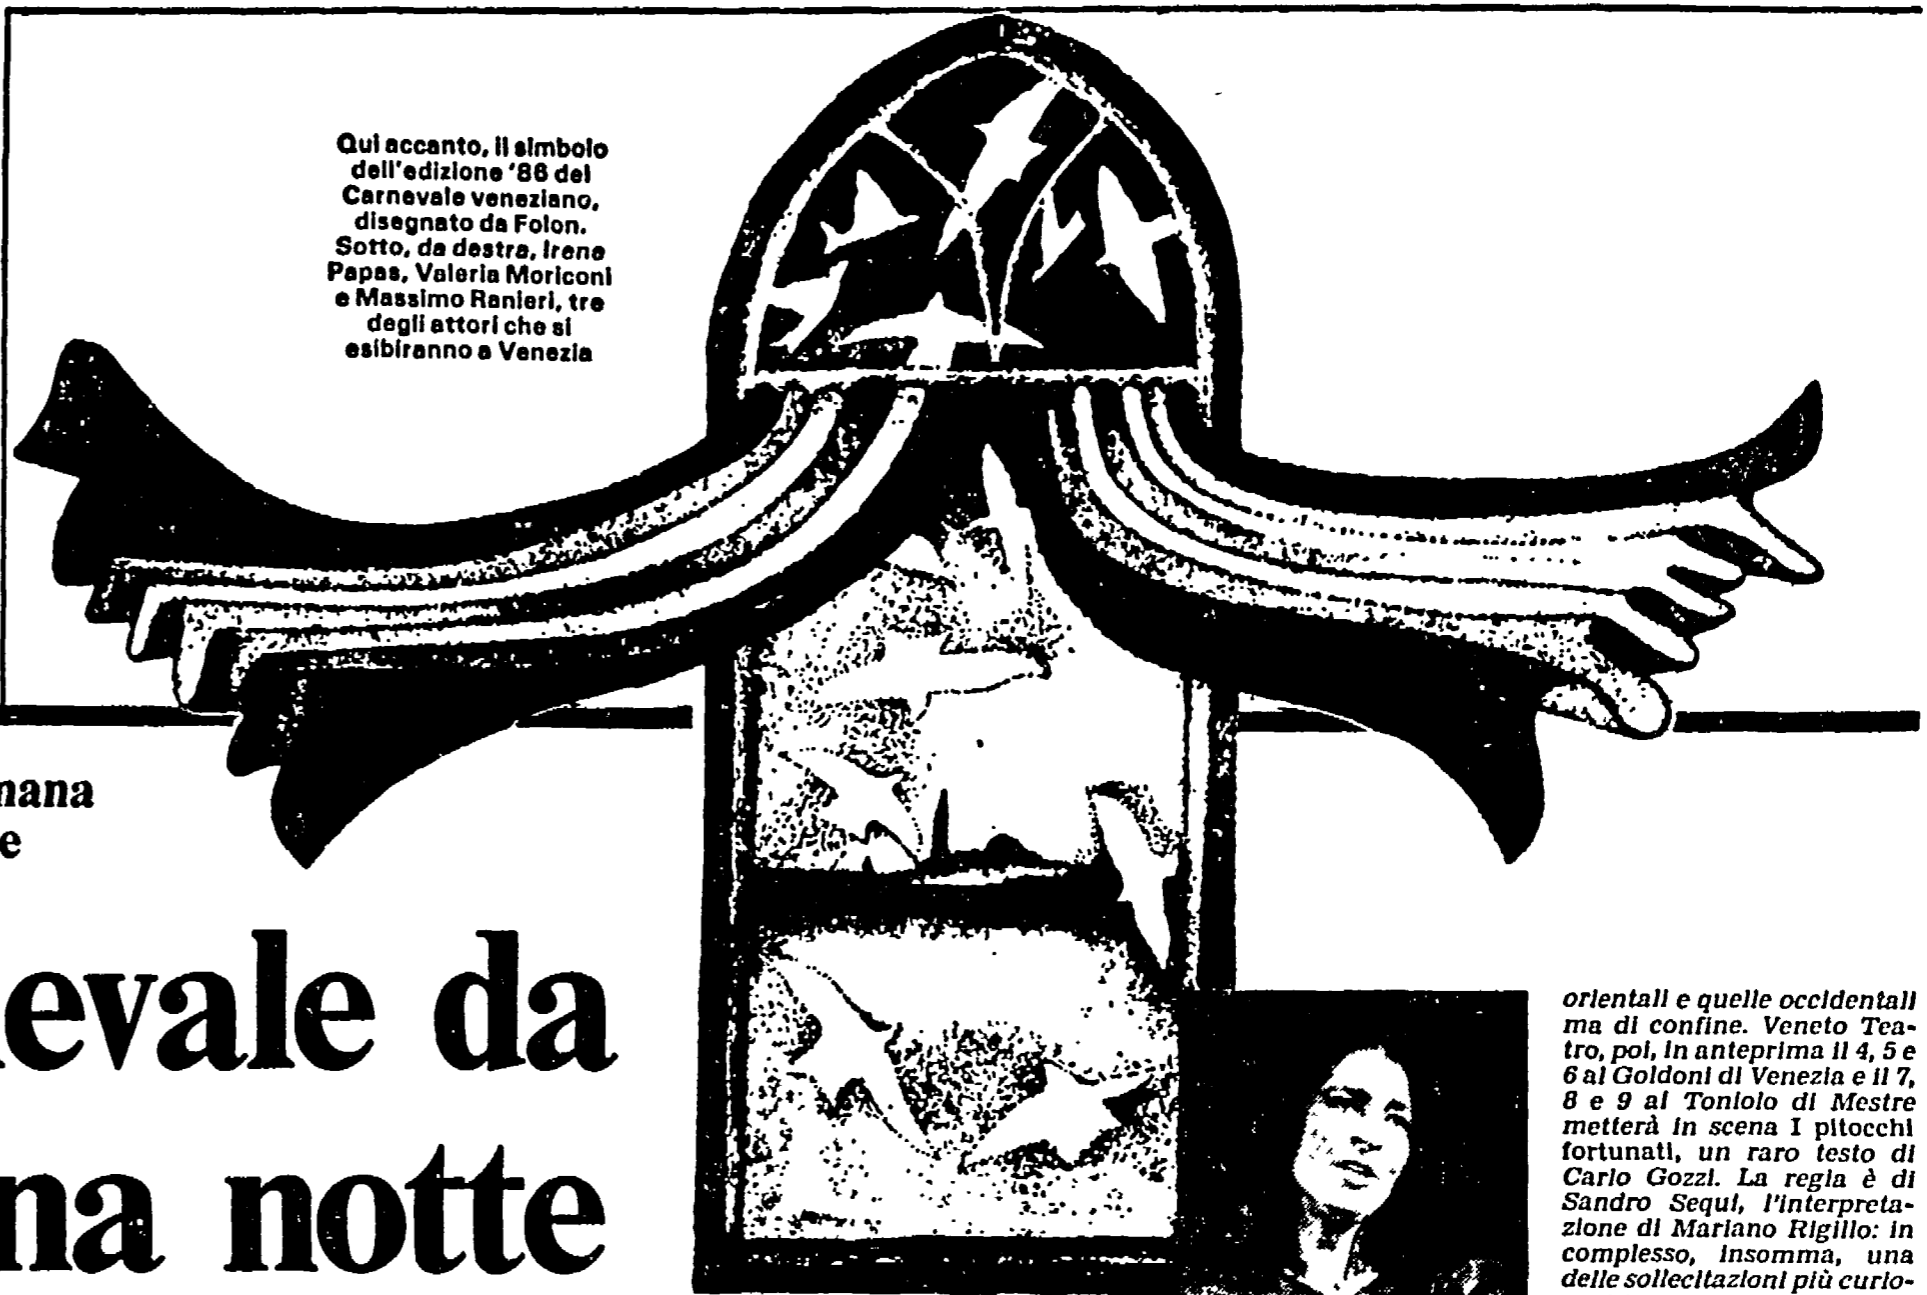 Qui accanto, il simbolo
dell'edizione '86 del
Carnevale veneziano,
disegnato da Folon.
Sotto, da destra, Irene
Papas, Valeria Moriconi
e Massimo Ranieri, tre
degli attori che si
esibiranno a Venezia
mana
e
evale da
na notte
orientali e quelle occidentali
ma di confine. Veneto Tea-
tro, poi, in anteprima il 4, 5 e
6 al Goldoni di Venezia e il 7,
8 e 9 al Toniolo di Mestre
metterà in scena I pitocchi
fortunati, un raro testo di
Carlo Gozzi. La regia è di
Sandro Sequi, l'interpreta-
zione di Mariano Rigillo: in
complesso, insomma, una
delle sollecitazioni più curio-